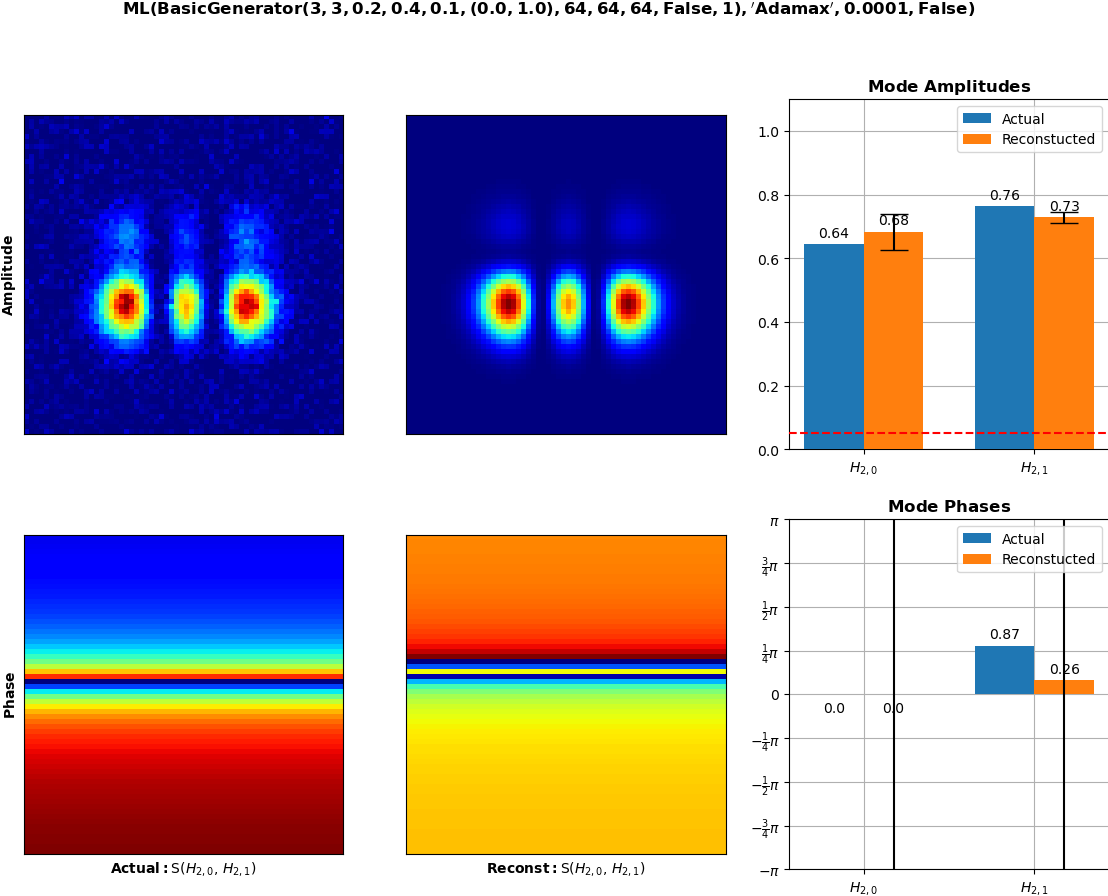 ML(BasicGenerator(3, 3, 0.2, 0.4, 0.1, (0.0, 1.0), 64, 64, 64, False, 1), 'Adamax', 0.0001, False)
Amplitude
Mode Amplitudes
Actual
Reconstucted
1.0
0.8
0.6
0.4
0.2
0.0
0.64
0.68
0.76
0.73
H2,0
H2,1
Phase
Actual: S(H2,0, H2,1)
Reconst: S(H2,0, H2,1)
Mode Phases
Actual
Reconstucted
π
3/4π
1/2π
1/4π
0
−1/4π
−1/2π
−3/4π
−π
0.0
0.0
0.87
0.26
H2,0
H2,1